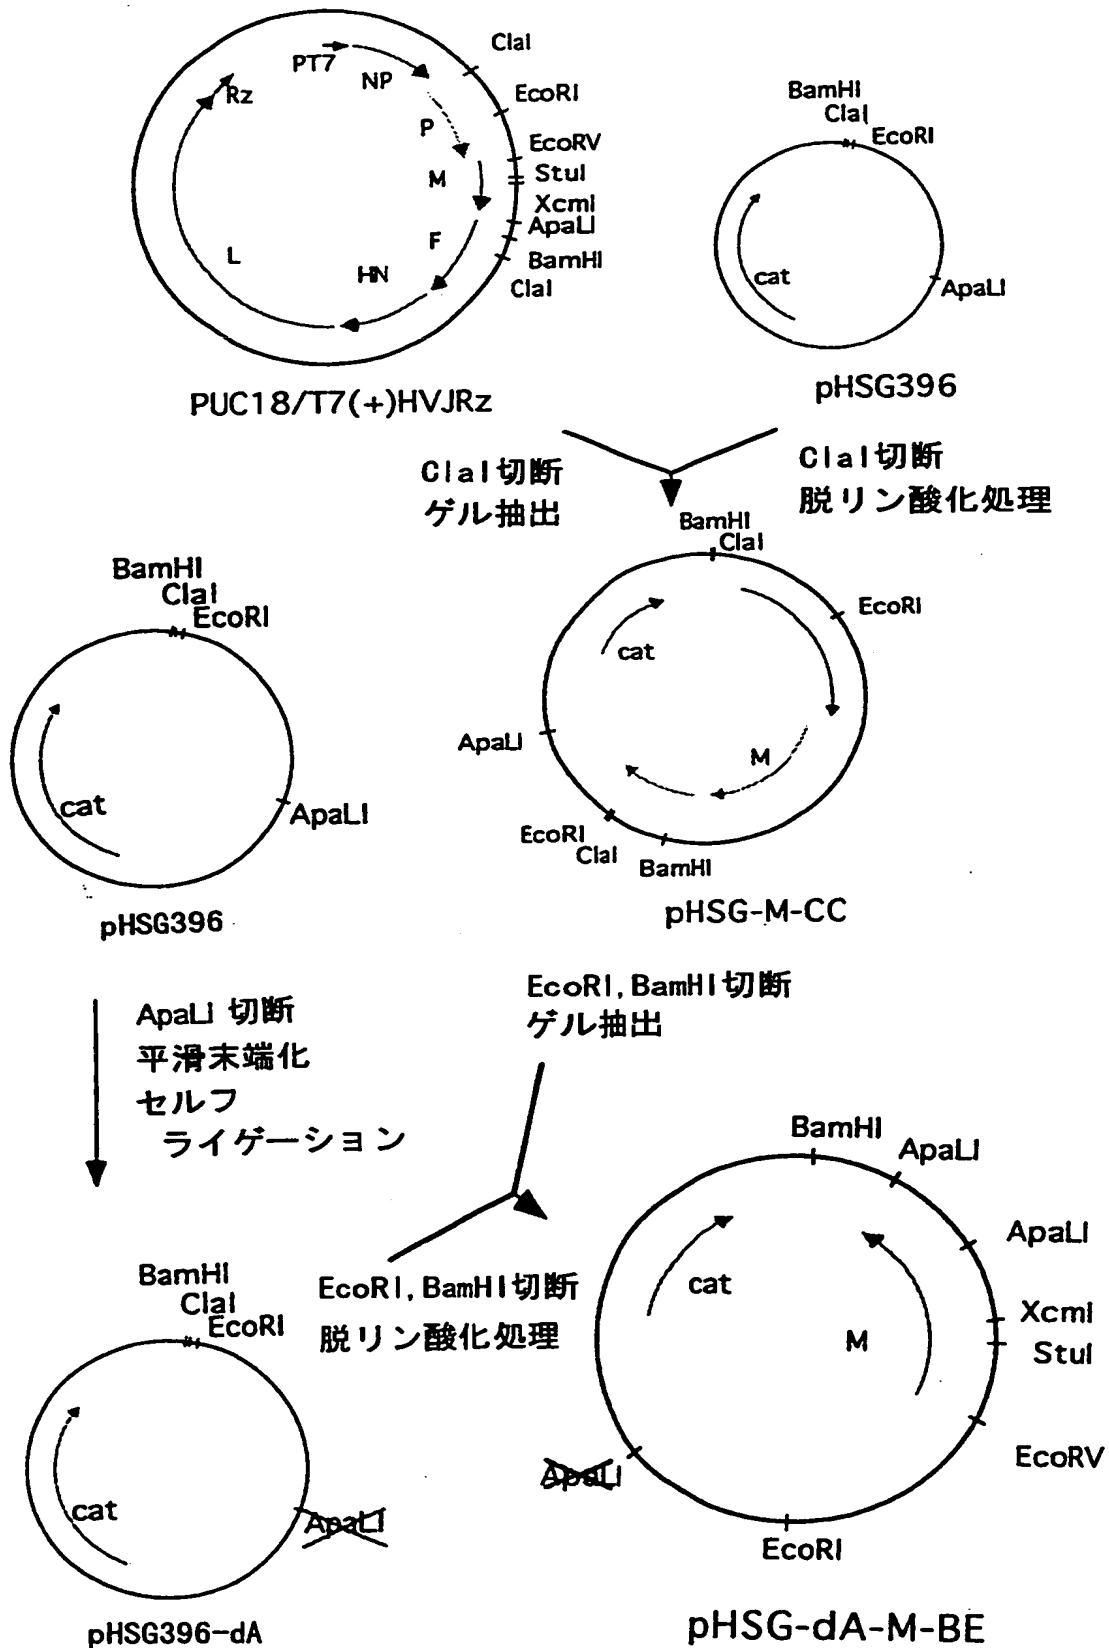 PT7
NP
P
M
F
HN
L
Rz
ClaI
EcoRI
EcoRV
StuI
XcmI
ApaLI
BamHI
ClaI
PUC18/T7(+)HVJRz
BamHI
ClaI
EcoRI
cat
ApaLI
pHSG396
ClaI切断
ゲル抽出
ClaI切断
脱リン酸化処理
BamHI
ClaI
EcoRI
cat
M
ApaLI
EcoRI
ClaI
BamHI
pHSG-M-CC
BamHI
ClaI
EcoRI
cat
ApaLI
pHSG396
ApaLI 切断
平滑末端化
セルフ
ライゲーション
EcoRI, BamHI切断
ゲル抽出
EcoRI, BamHI切断
脱リン酸化処理
BamHI
ClaI
EcoRI
cat
ApaLI
pHSG396-dA
BamHI
ApaLI
ApaLI
XcmI
StuI
EcoRV
cat
M
ApaLI
EcoRI
pHSG-dA-M-BE